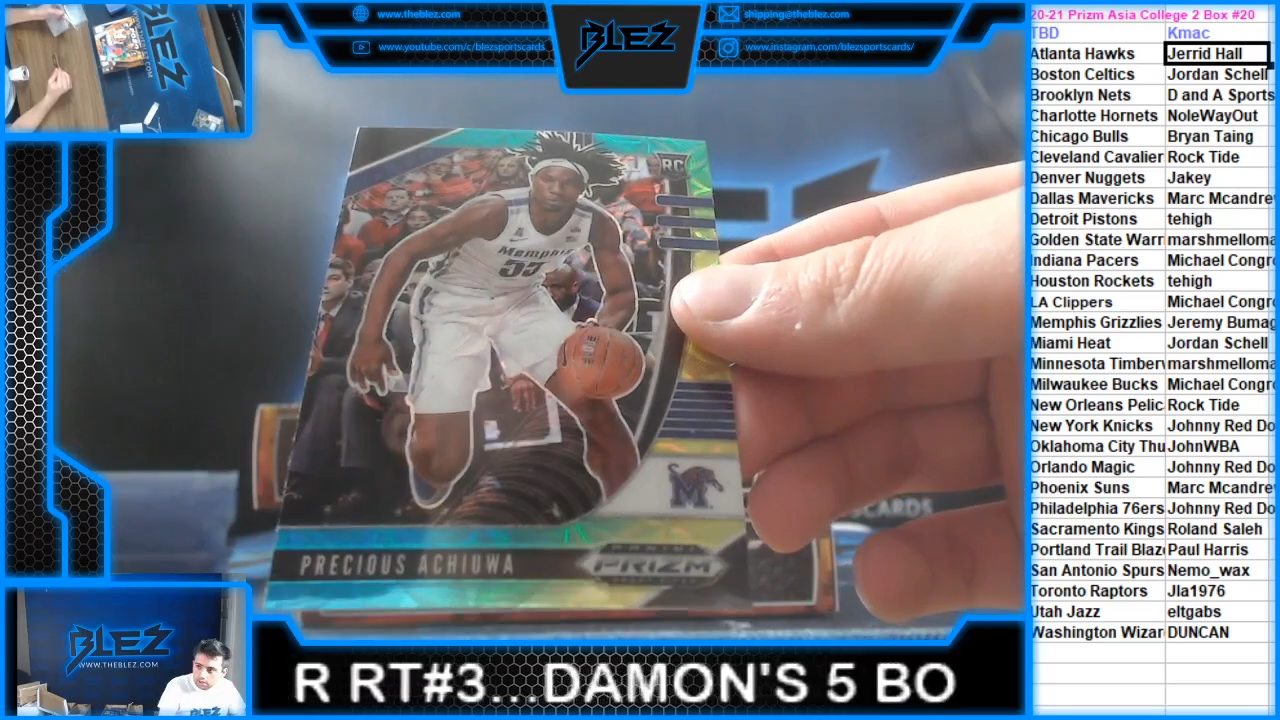 www.theblez.com
www.youtube.com/c/blezsportscards
BLEZ
shipping@theblez.com
www.instagram.com/blezsportscards/
20-21 Prizm Asia College 2 Box #20
TBD Kmac
Atlanta Hawks Jerrid Hall
Boston Celtics Jordan Schell
Brooklyn Nets D and A Sports
Charlotte Hornets NoleWayOut
Chicago Bulls Bryan Taing
Cleveland Cavalier Rock Tide
Denver Nuggets Jakey
Dallas Mavericks Marc Mcandre
Detroit Pistons tehigh
Golden State Warr marshmelloma
Indiana Pacers Michael Congr
Houston Rockets tehigh
LA Clippers Michael Congr
Memphis Grizzlies Jeremy Bumag
Miami Heat Jordan Schell
Minnesota Timberv marshmelloma
Milwaukee Bucks Michael Congr
New Orleans Pelic Rock Tide
New York Knicks Johnny Red Do
Oklahoma City Thu JohnWBA
Orlando Magic Johnny Red Do
Phoenix Suns Marc Mcandre
Philadelphia 76ers Johnny Red Do
Sacramento Kings Roland Saleh
Portland Trail Blaz Paul Harris
San Antonio Spurs Nemo_wax
Toronto Raptors Jla1976
Utah Jazz eltgabs
Washington Wizar DUNCAN
RC
Memphis
55
M
PRECIOUS ACHIUWA
PANINI
PRIZM
DRAFT PICKS
SCARDS
BLEZ
WWW.THEBLEZ.COM
R RT#3...DAMON'S 5 BO